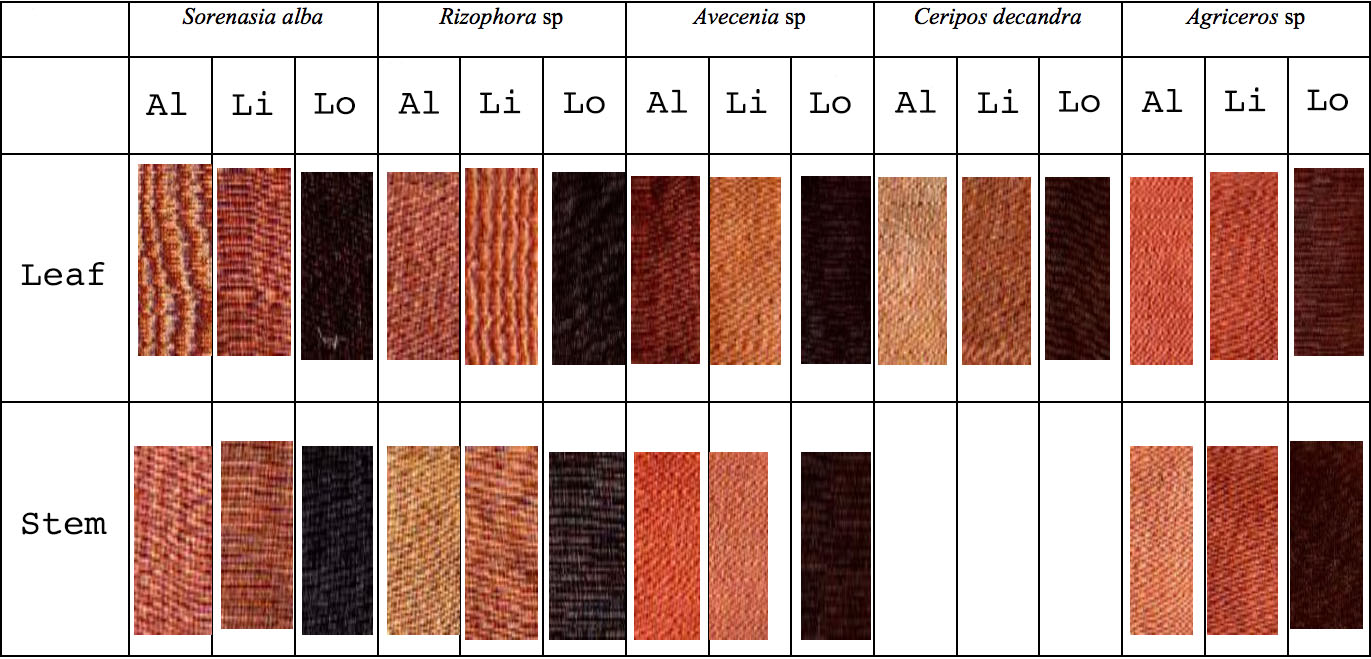 Sorenasia alba Rizophora sp Avecenia sp Ceripos decandra Agriceros sp
Al Li Lo Al Li Lo Al Li Lo Al Li Lo Al Li Lo
Leaf
Stem